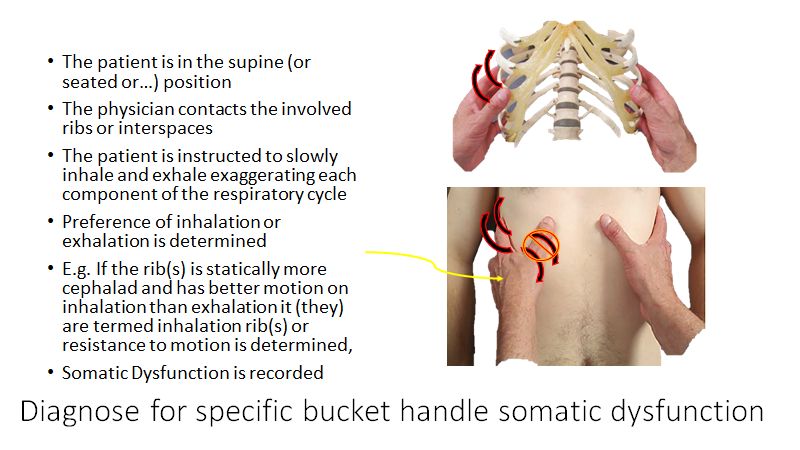 • The patient is in the supine (or
seated or...) position
• The physician contacts the involved
ribs or interspaces
• The patient is instructed to slowly
inhale and exhale exaggerating each
component of the respiratory cycle
• Preference of inhalation or
exhalation is determined
• E.g. If the rib(s) is statically more
cephalad and has better motion on
inhalation than exhalation it (they)
are termed inhalation rib(s) or
resistance to motion is determined,
• Somatic Dysfunction is recorded
Diagnose for specific bucket handle somatic dysfunction